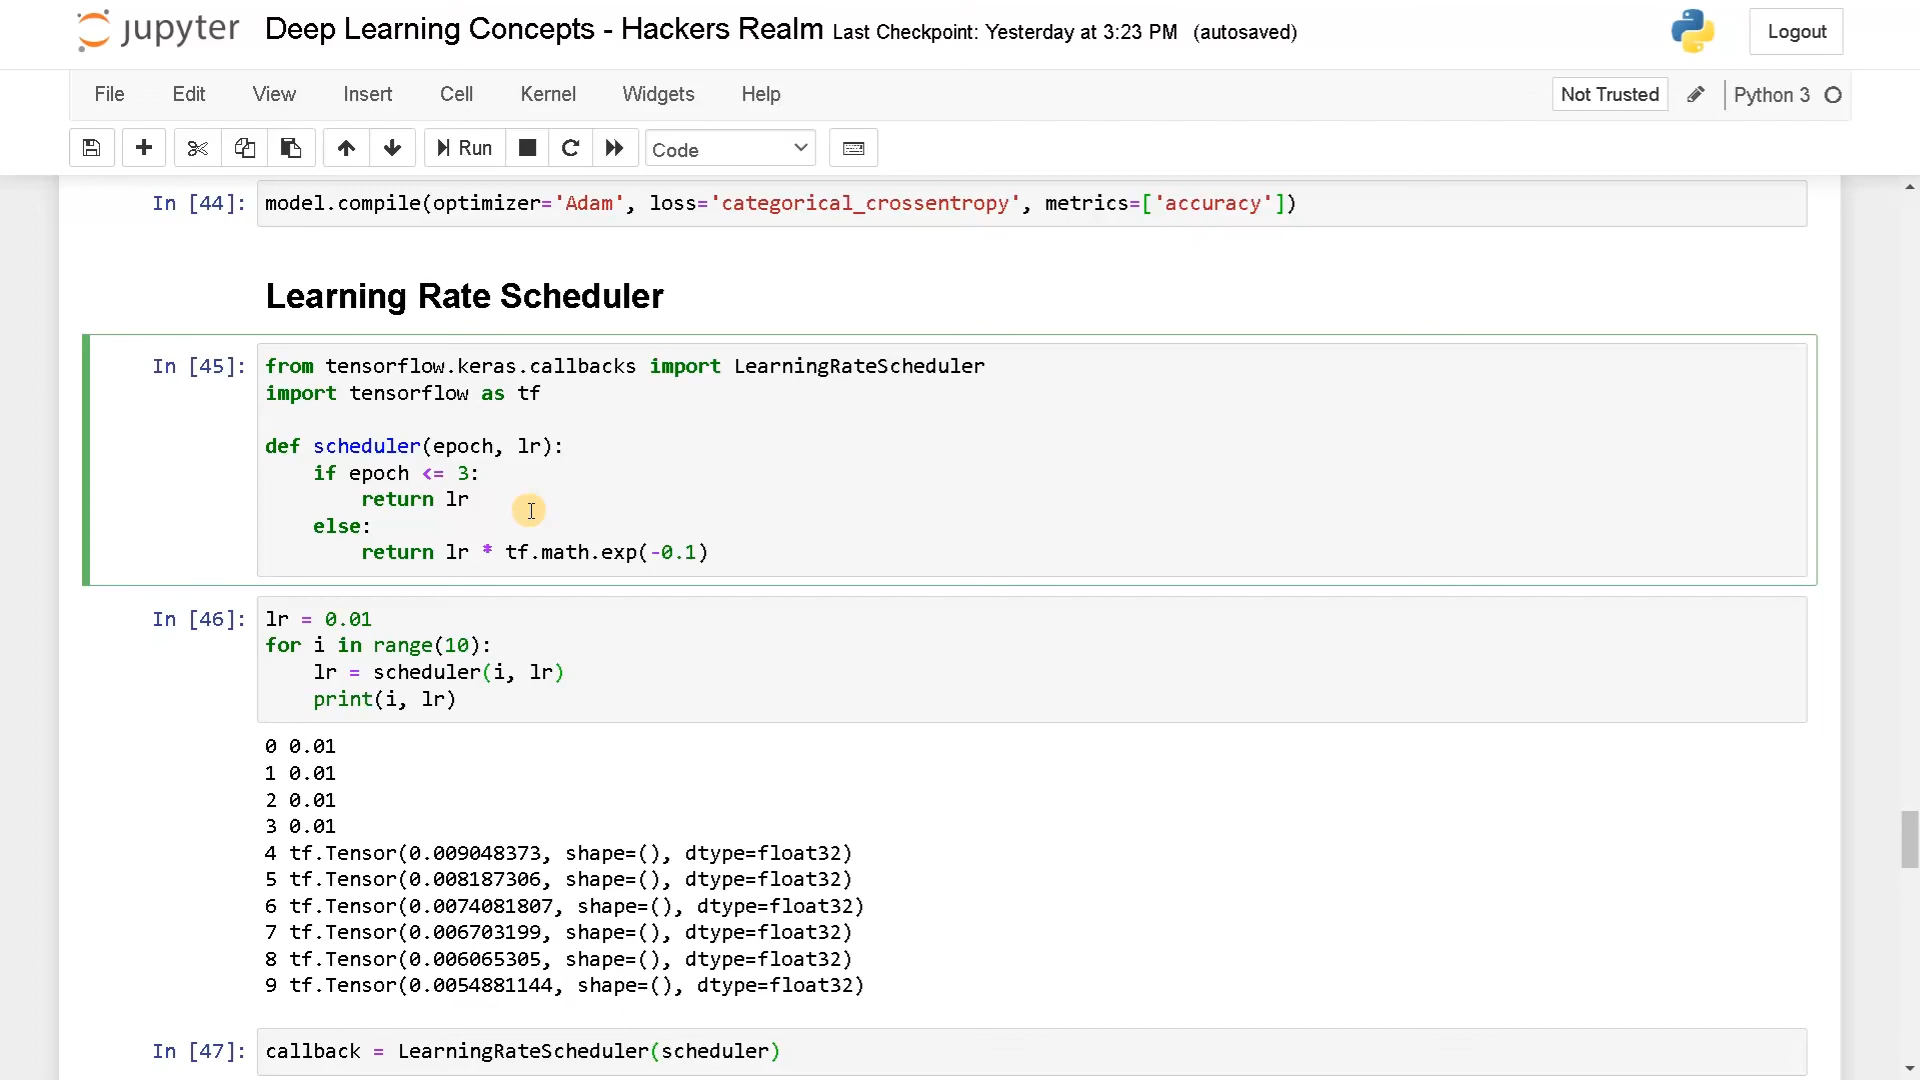 jupyter Deep Learning Concepts - Hackers Realm Last Checkpoint: Yesterday at 3:23 PM (autosaved) Logout
File Edit View Insert Cell Kernel Widgets Help Not Trusted Python 3
Run Code
In [44]: model.compile(optimizer='Adam', loss='categorical_crossentropy', metrics=['accuracy'])
Learning Rate Scheduler
In [45]: from tensorflow.keras.callbacks import LearningRateScheduler
import tensorflow as tf
def scheduler(epoch, lr):
if epoch <= 3:
return lr
else:
return lr * tf.math.exp(-0.1)
In [46]: lr = 0.01
for i in range(10):
lr = scheduler(i, lr)
print(i, lr)
0 0.01
1 0.01
2 0.01
3 0.01
4 tf.Tensor(0.009048373, shape=(), dtype=float32)
5 tf.Tensor(0.008187306, shape=(), dtype=float32)
6 tf.Tensor(0.0074081807, shape=(), dtype=float32)
7 tf.Tensor(0.006703199, shape=(), dtype=float32)
8 tf.Tensor(0.006065305, shape=(), dtype=float32)
9 tf.Tensor(0.0054881144, shape=(), dtype=float32)
In [47]: callback = LearningRateScheduler(scheduler)